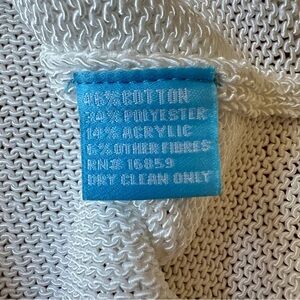 46% COTTON
34% POLYESTER
14% ACRYLIC
6% OTHER FIBRES
RN# 16859
DRY CLEAN ONLY